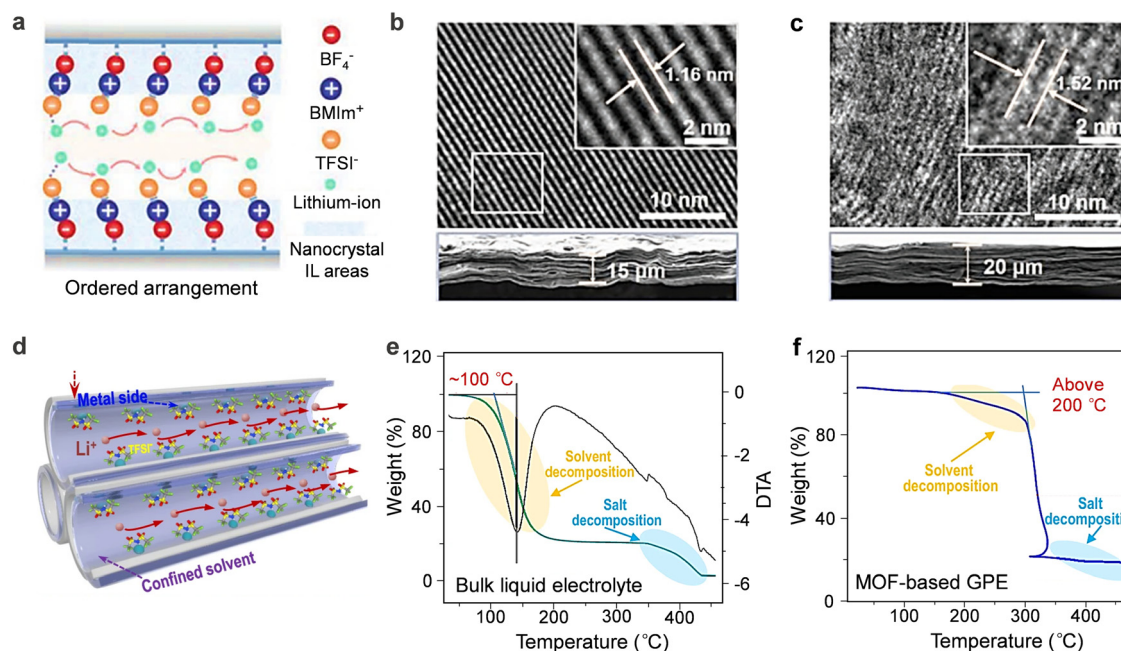 a
BF₄⁻
BMIm⁺
TFSI⁻
Lithium-ion
Nanocrystal
IL areas
Ordered arrangement
b
1.16 nm
2 nm
10 nm
15 μm
c
1.52 nm
2 nm
10 nm
20 μm
d
i
Metal side
Li⁺
TFSI⁻
Confined solvent
e
120
80
40
0
Weight (%)
~100 °C
Solvent
decomposition
Salt
decomposition
Bulk liquid electrolyte
0
-2
-4
-6
DTA
100 200 300 400
Temperature (°C)
f
120
80
40
0
Weight (%)
Above
200 °C
Solvent
decomposition
Salt
decompositio
MOF-based GPE
0 100 200 300 400
Temperature (°C)